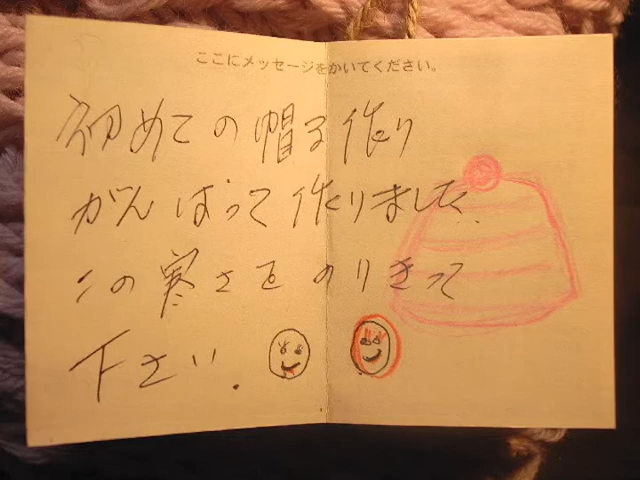 ここにメッセージをかいてください。
初めての帽子作り
がんばって作りました
この寒さをのりきって
下さい.